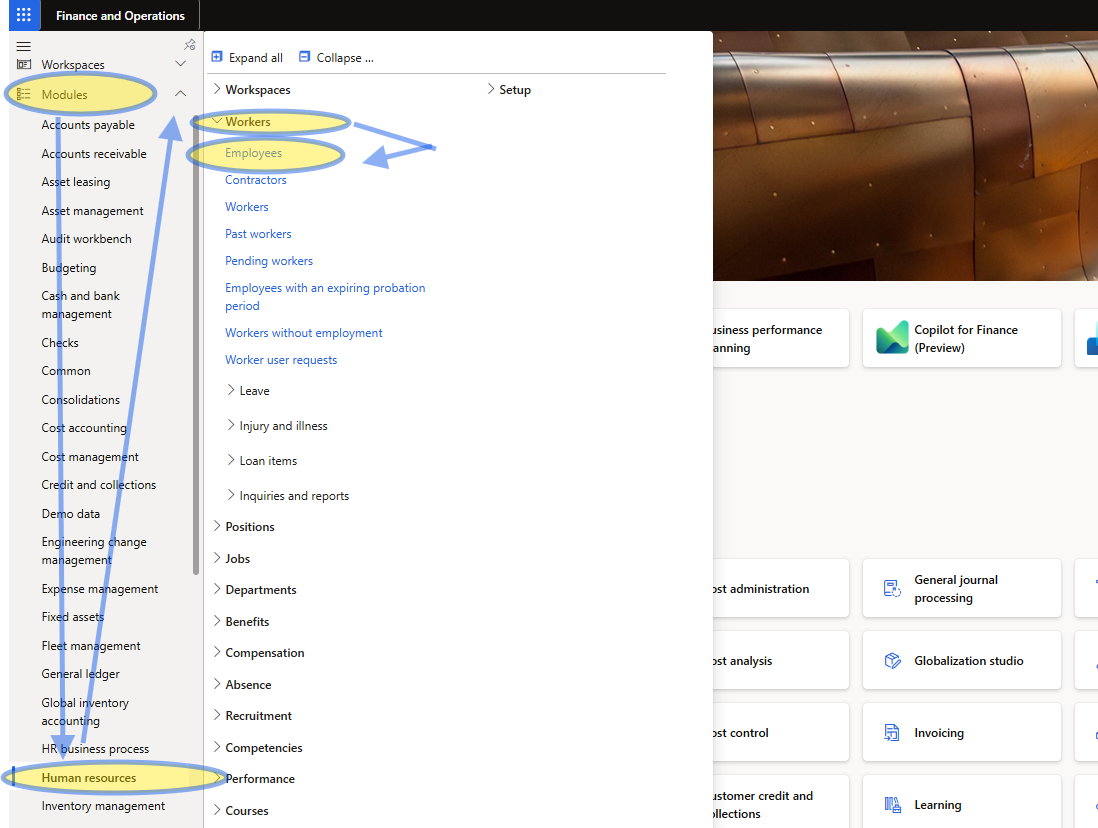 Finance and Operations
Workspaces
Modules
Accounts payable
Accounts receivable
Asset leasing
Asset management
Audit workbench
Budgeting
Cash and bank
management
Checks
Common
Consolidations
Cost accounting
Cost management
Credit and collections
Demo data
Engineering change
management
Expense management
Fixed assets
Fleet management
General ledger
Global inventory
accounting
HR business process
Human resources
Inventory management
Expand all
Collapse ...
Workspaces
Workers
Employees
Contractors
Workers
Past workers
Pending workers
Employees with an expiring probation
period
Workers without employment
Worker user requests
Leave
Injury and illness
Loan items
Inquiries and reports
Positions
Jobs
Departments
Benefits
Compensation
Absence
Recruitment
Competencies
Performance
Courses
Setup
usiness performance
anning
Copilot for Finance
(Preview)
ost administration
General journal
processing
ost analysis
Globalization studio
ost control
Invoicing
ustomer credit and
ollections
Learning